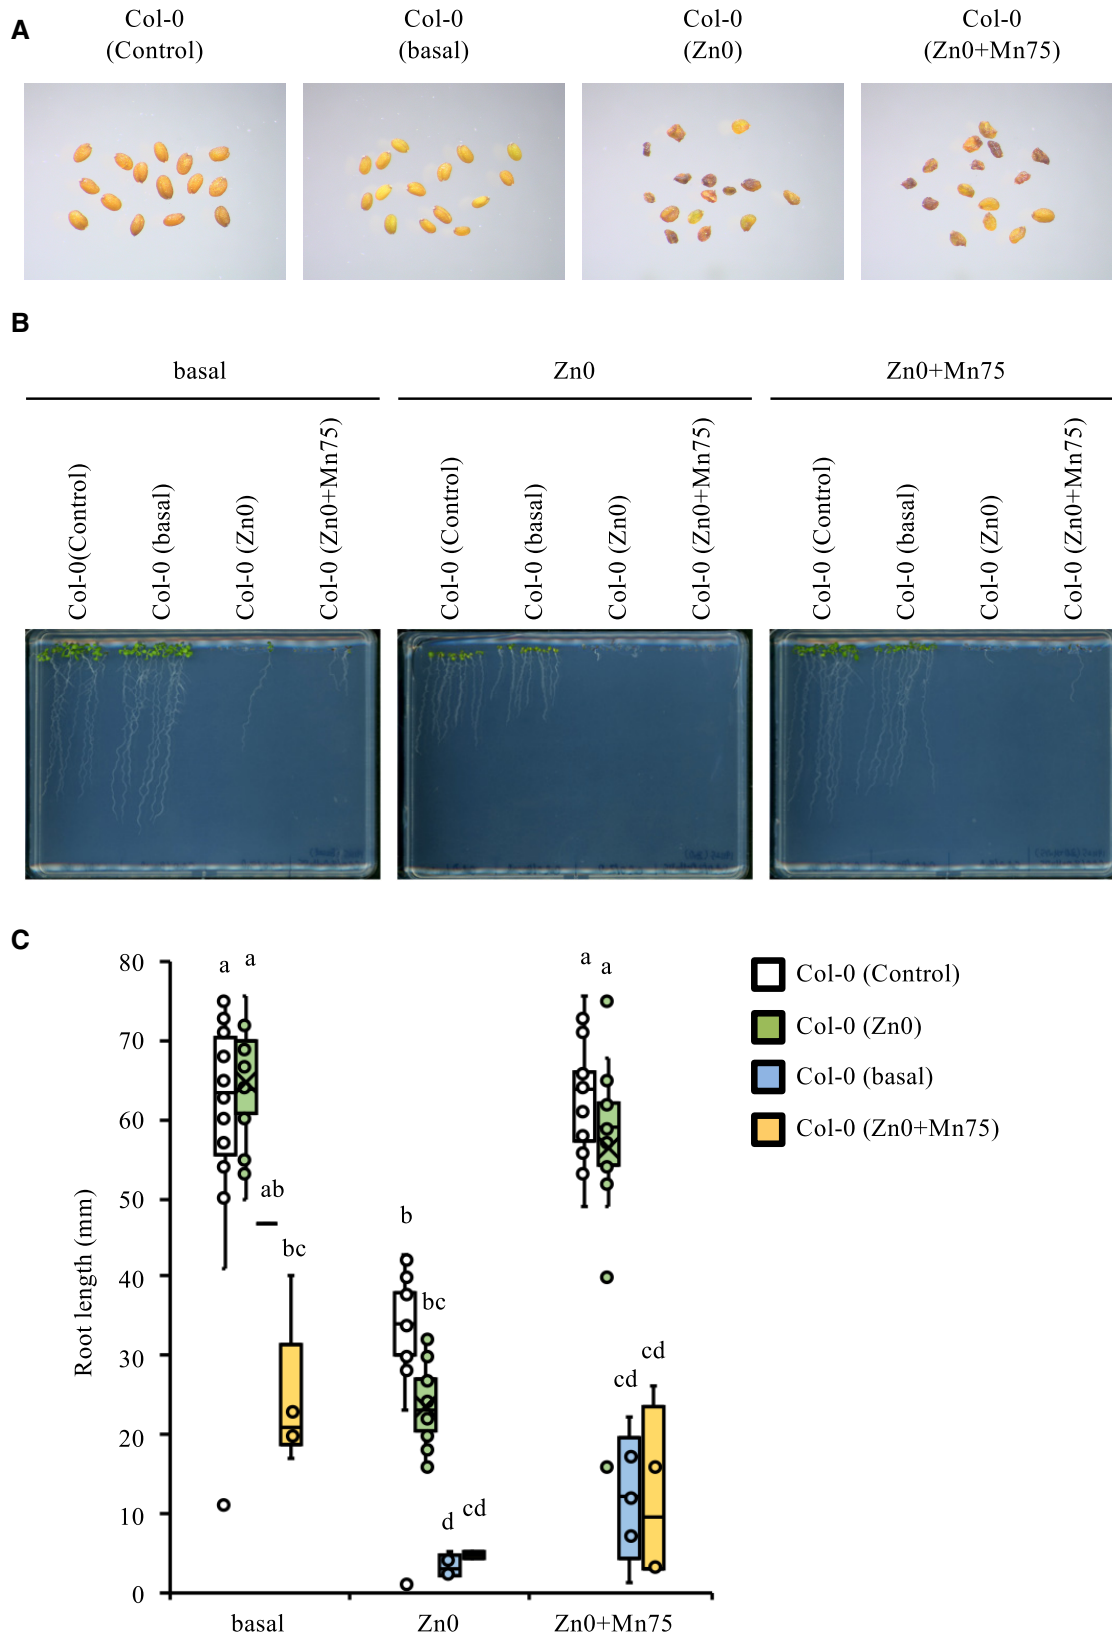 A
Col-0
(Control)
Col-0
(basal)
Col-0
(Zn0)
Col-0
(Zn0+Mn75)
B
basal
Zn0
Zn0+Mn75
Col-0(Control)
Col-0 (basal)
Col-0 (Zn0)
Col-0 (Zn0+Mn75)
Col-0 (Control)
Col-0 (basal)
Col-0 (Zn0)
Col-0 (Zn0+Mn75)
Col-0 (Control)
Col-0 (basal)
Col-0 (Zn0)
Col-0 (Zn0+Mn75)
C
Root length (mm)
80
70
60
50
40
30
20
10
0
a
a
ab
bc
b
bc
d
cd
a
a
cd
cd
basal
Zn0
Zn0+Mn75
Col-0 (Control)
Col-0 (Zn0)
Col-0 (basal)
Col-0 (Zn0+Mn75)